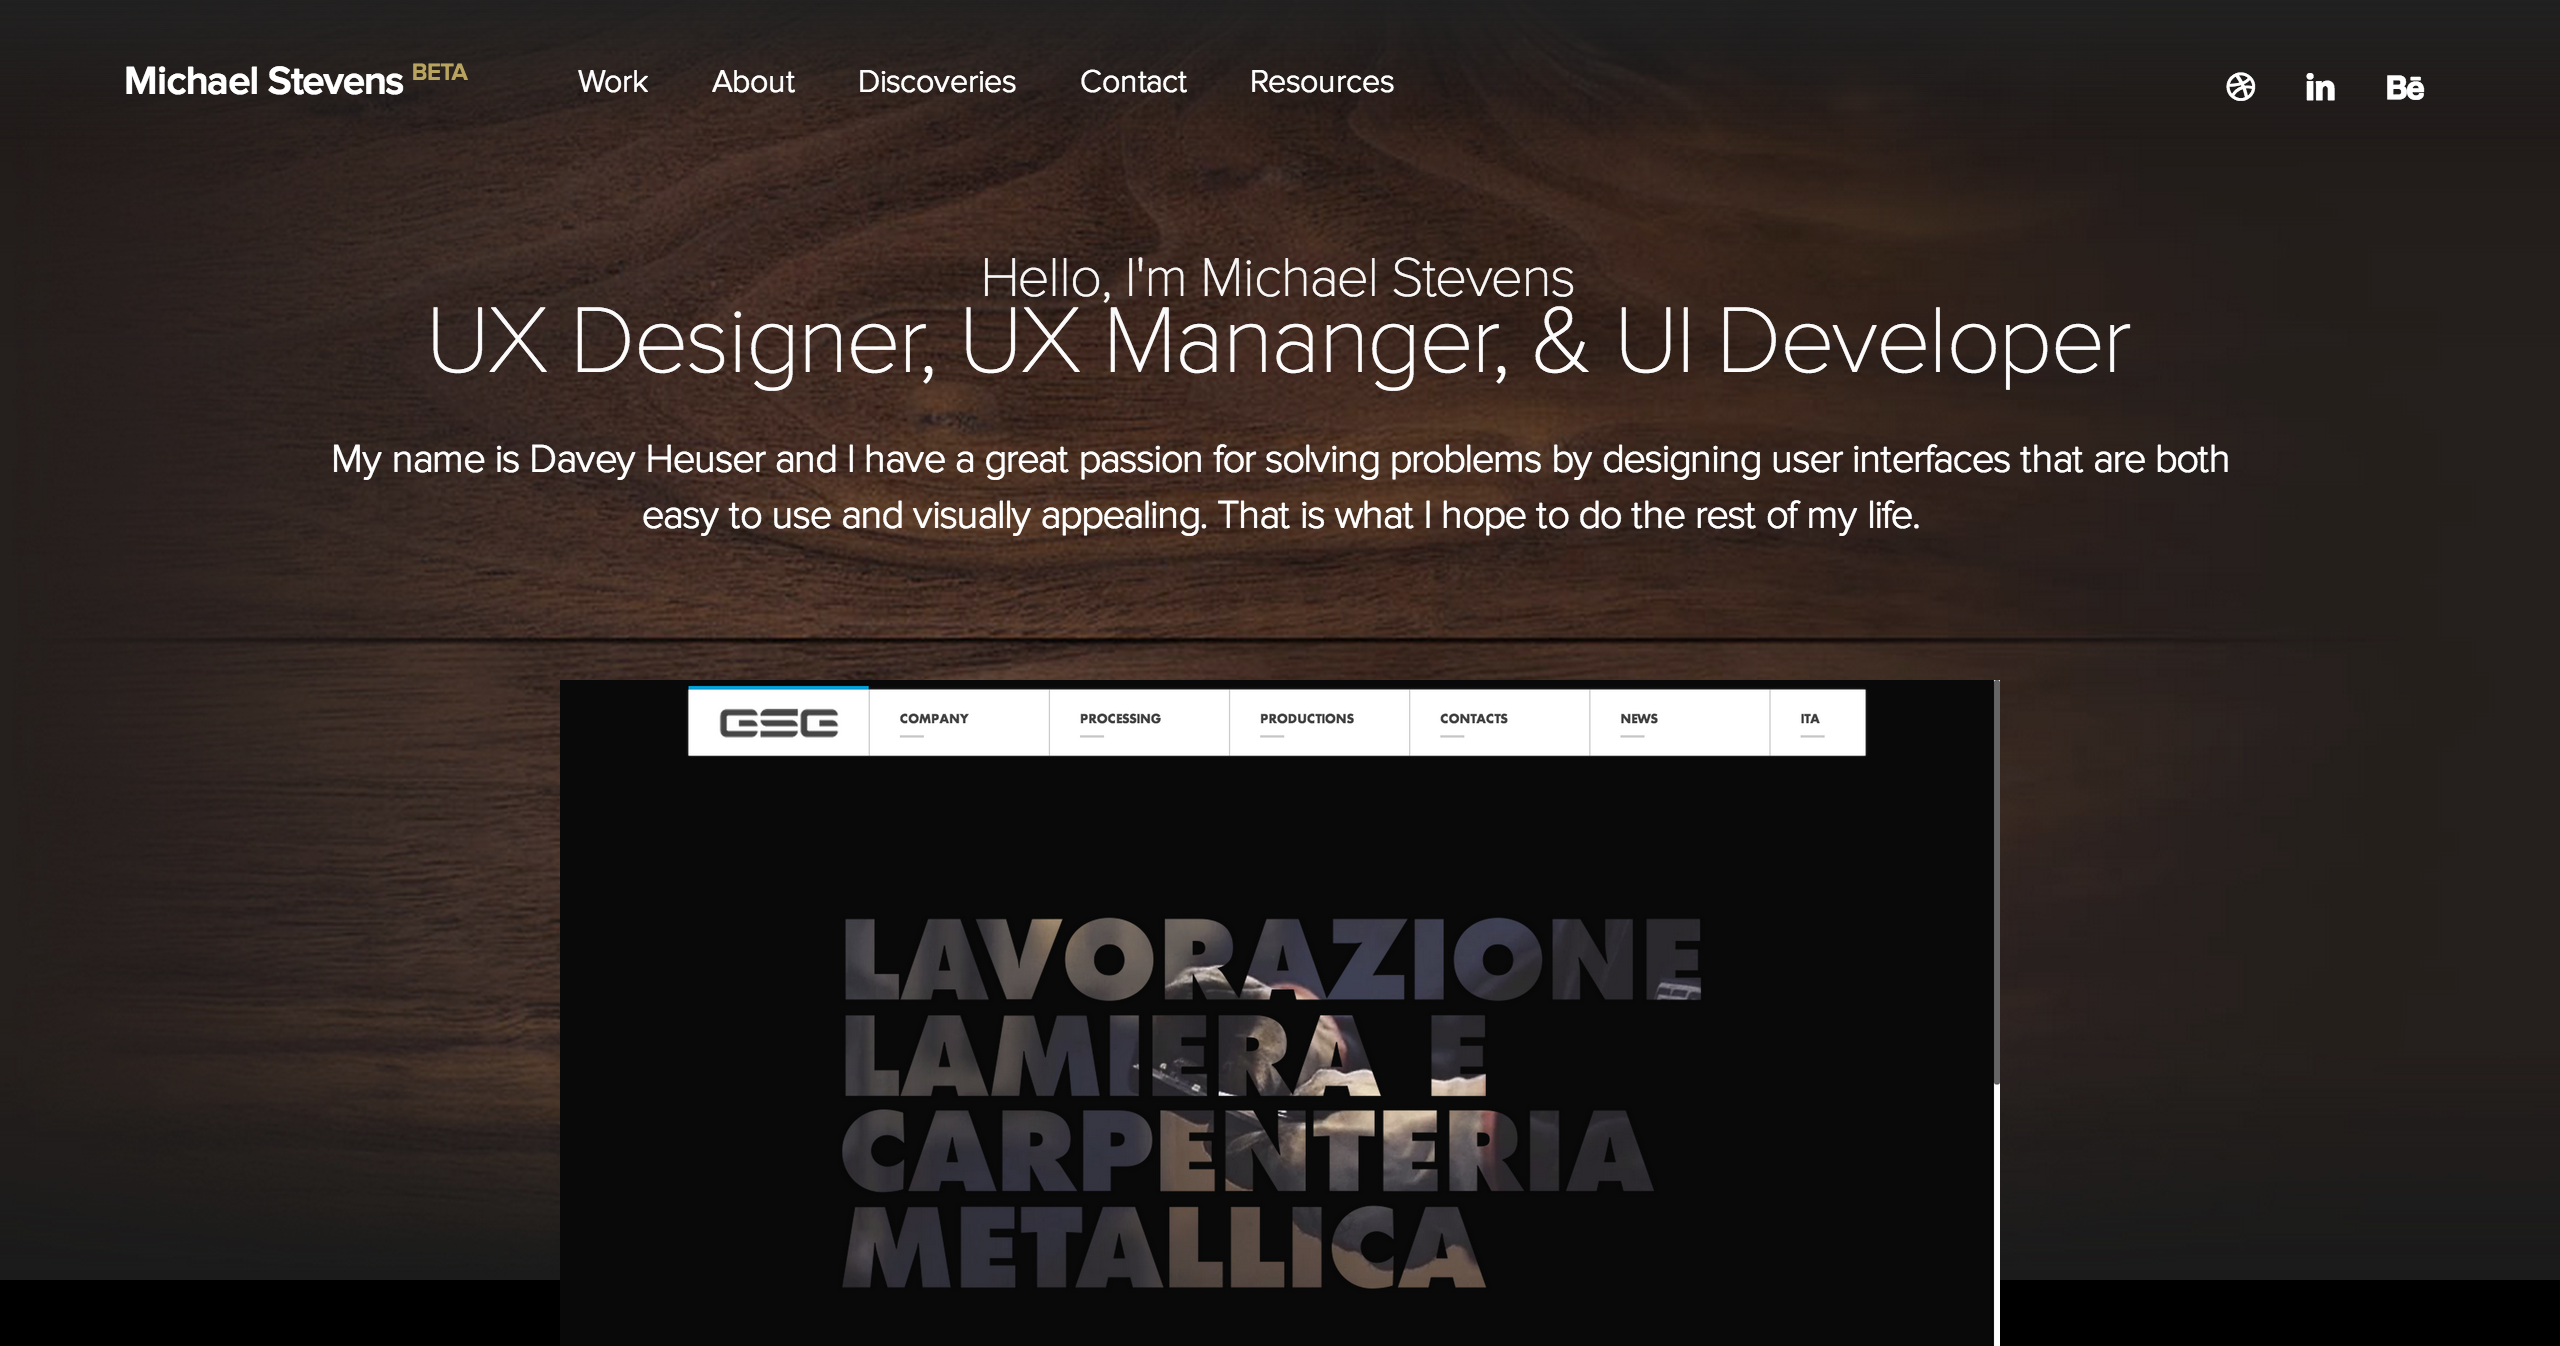 Michael Stevens BETA
Work About Discoveries Contact Resources
in Bē
Hello, I'm Michael Stevens
UX Designer, UX Mananger, & UI Developer
My name is Davey Heuser and I have a great passion for solving problems by designing user interfaces that are both
easy to use and visually appealing. That is what I hope to do the rest of my life.
GSG COMPANY PROCESSING PRODUCTIONS CONTACTS NEWS ITA
LAVORAZIONE
LAMIERA E
CARPENTERIA
METALLICA